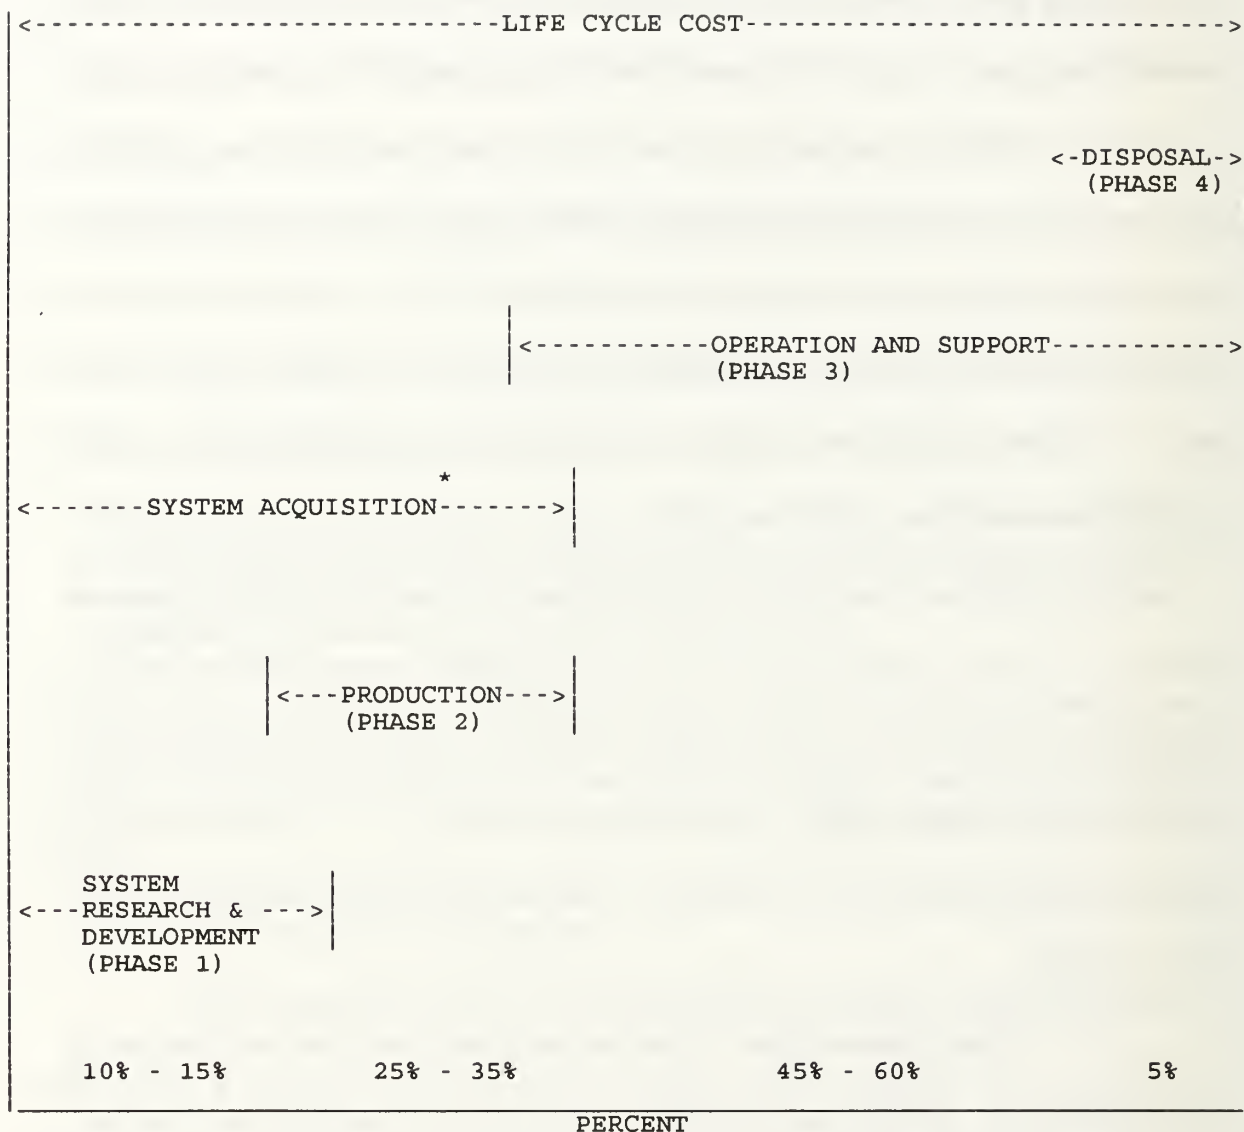 <-----------------------------LIFE CYCLE COST----------------------------->
<-DISPOSAL->
(PHASE 4)
<-----------OPERATION AND SUPPORT----------->
(PHASE 3)
*
<-------SYSTEM ACQUISITION------->
<---PRODUCTION--->
(PHASE 2)
SYSTEM
<---RESEARCH & --->
DEVELOPMENT
(PHASE 1)
10% - 15% 25% - 35% 45% - 60% 5%
PERCENT